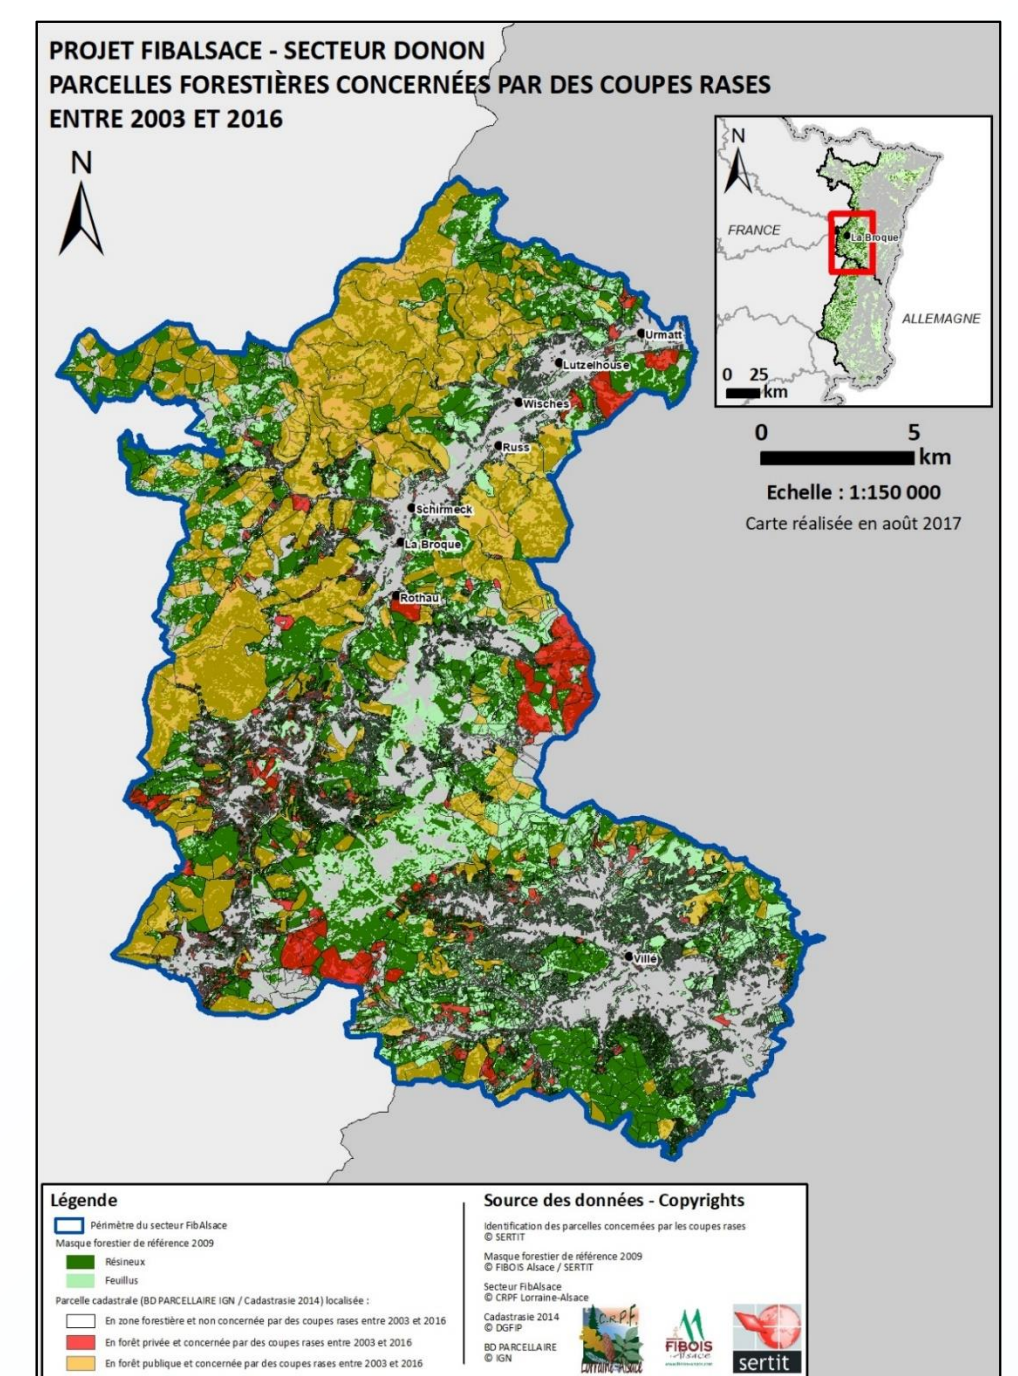 PROJET FIBALSACE - SECTEUR DONON
PARCELLES FORESTIÈRES CONCERNÉES PAR DES COUPES RASES
ENTRE 2003 ET 2016
N
N
FRANCE
La Broque
ALLEMAGNE
0 25
km
0 5
km
Echelle : 1:150 000
Carte réalisée en août 2017
Urmatt
Lutzelhouse
Wisches
Russ
Schirmeck
La Broque
Rothau
Villé
Légende
Périmètre du secteur FibAlsace
Masque forestier de référence 2009
Résineux
Feuillus
Parcelle cadastrale (BD PARCELLAIRE IGN / Cadastrasie 2014) localisée :
En zone forestière et non concernée par des coupes rases entre 2003 et 2016
En forêt privée et concernée par des coupes rases entre 2003 et 2016
En forêt publique et concernée par des coupes rases entre 2003 et 2016
Source des données - Copyrights
Identification des parcelles concernées par les coupes rases
© SERTIT
Masque forestier de référence 2009
© FIBOIS Alsace / SERTIT
Secteur FibAlsace
© CRPF Lorraine-Alsace
Cadastrasie 2014
© DGFIP
BD PARCELLAIRE
© IGN
C.R.P.F.
Lorraine-Alsace
FIBOIS
Alsace
sertit